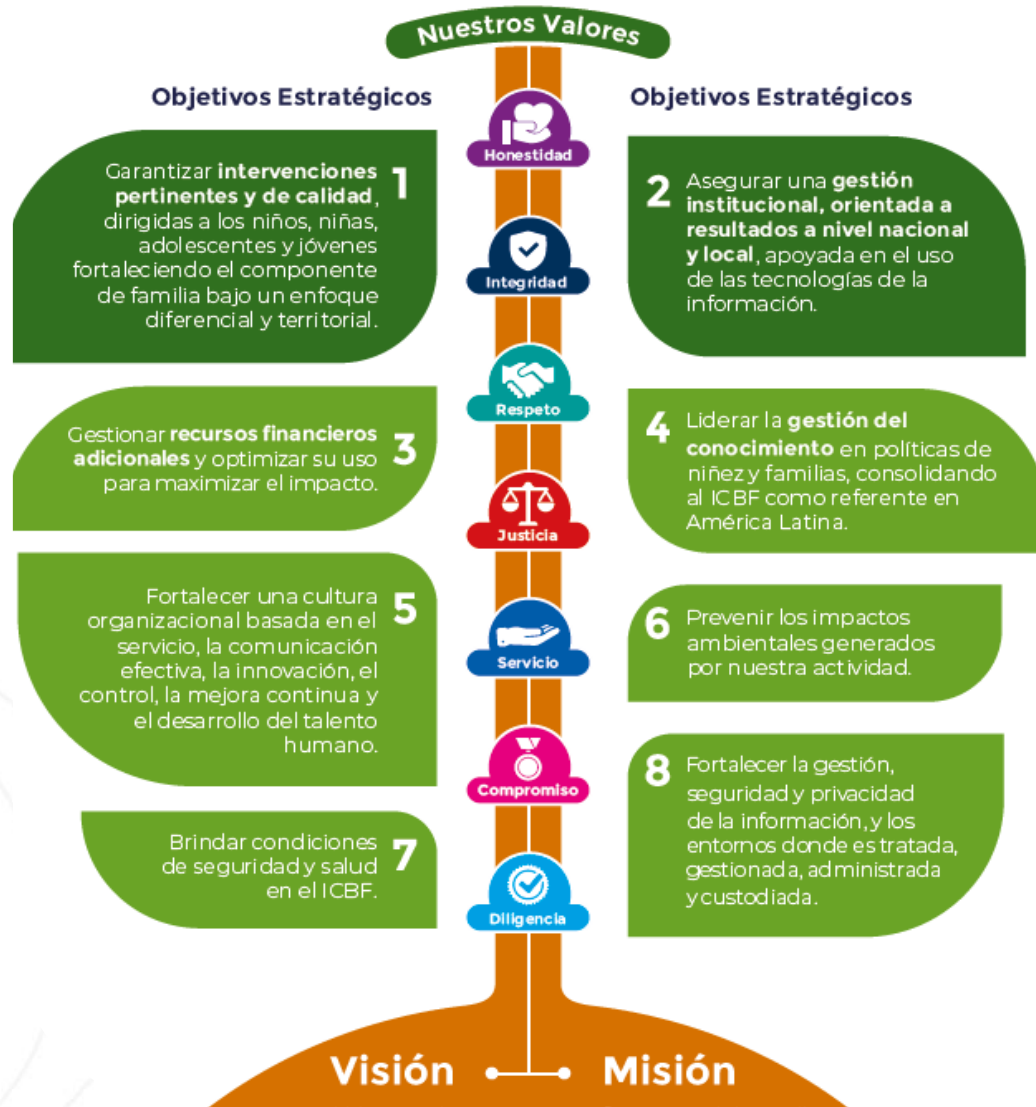 Nuestros Valores
Objetivos Estratégicos
1
Garantizar intervenciones
pertinentes y de calidad,
dirigidas a los niños, niñas,
adolescentes y jóvenes
fortaleciendo el componente
de familia bajo un enfoque
diferencial y territorial.
3
Gestionar recursos financieros
adicionales y optimizar su uso
para maximizar el impacto.
5
Fortalecer una cultura
organizacional basada en el
servicio, la comunicación
efectiva, la innovación, el
control, la mejora continua y
el desarrollo del talento
humano.
7
Brindar condiciones
de seguridad y salud
en el ICBF.
Honestidad
Integridad
Respeto
Justicia
Servicio
Compromiso
Diligencia
Objetivos Estratégicos
2
Asegurar una gestión
institucional, orientada a
resultados a nivel nacional
y local, apoyada en el uso
de las tecnologías de la
información.
4
Liderar la gestión del
conocimiento en políticas de
niñez y familias, consolidando
al ICBF como referente en
América Latina.
6
Prevenir los impactos
ambientales generados
por nuestra actividad.
8
Fortalecer la gestión,
seguridad y privacidad
de la información, y los
entornos donde es tratada,
gestionada, administrada
y custodiada.
Visión
Misión